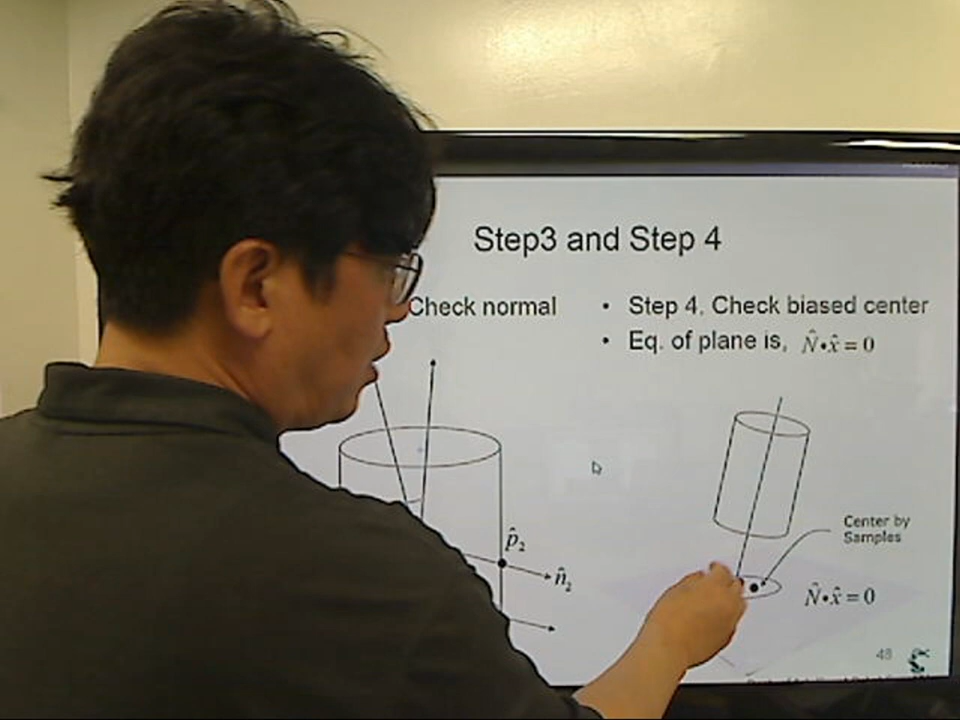 Step3 and Step 4
Check normal
• Step 4. Check biased center
• Eq. of plane is, N̂•x̂ = 0
p̂₂
n̂₂
Center by
Samples
N̂•x̂ = 0
48